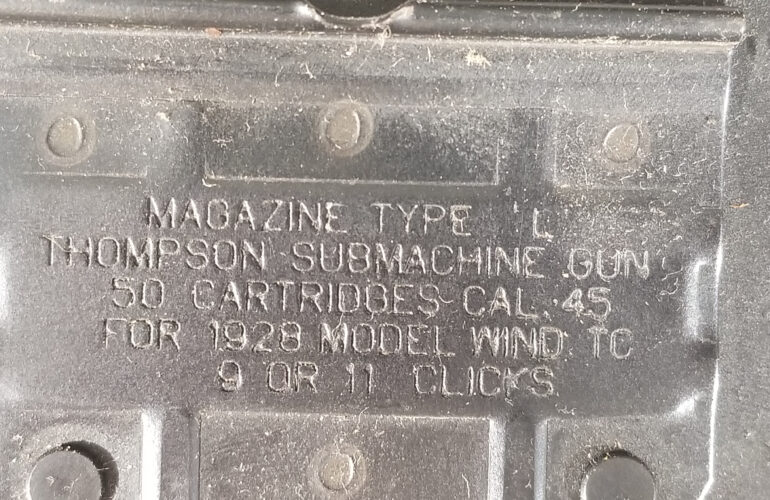 MAGAZINE TYPE 'L
THOMPSON SUBMACHINE GUN
50 CARTRIDGES CAL. 45
FOR 1928 MODEL WIND TO
9 OR 11 CLICKS